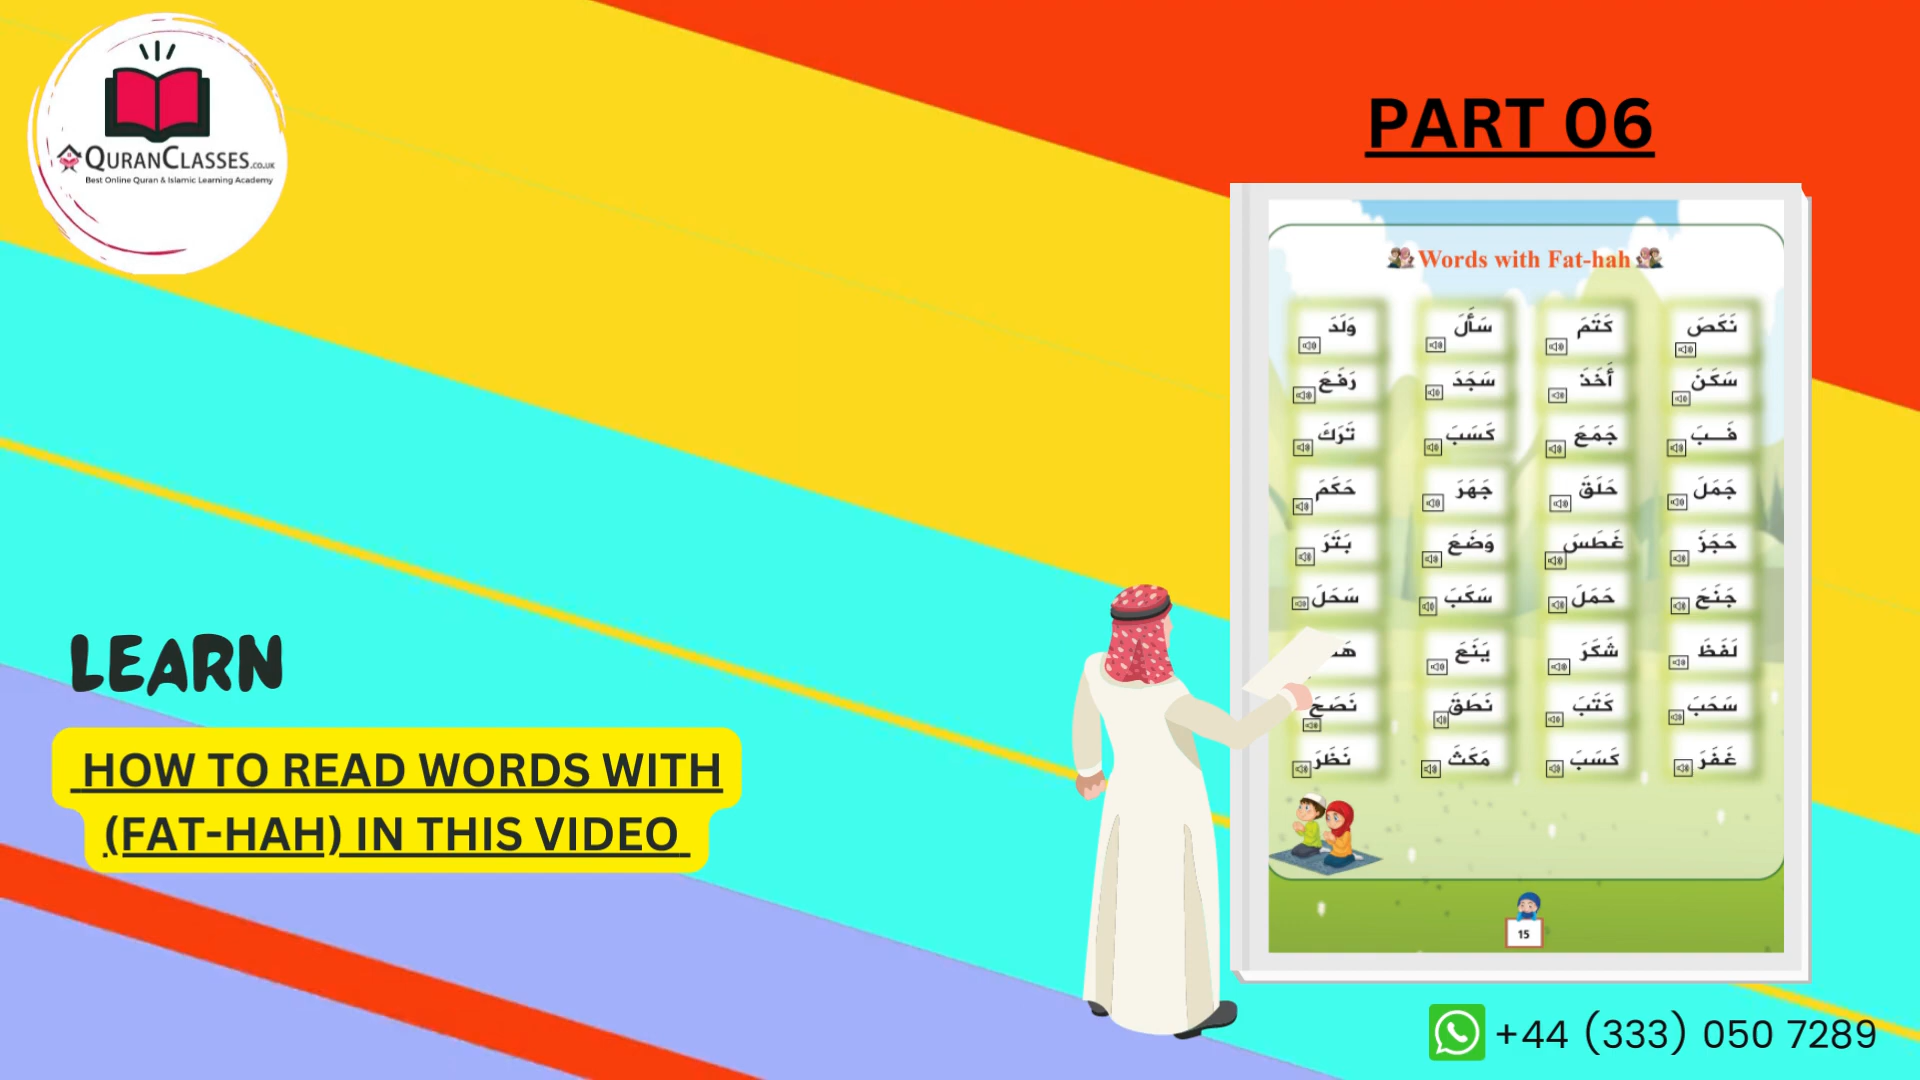 QURANCLASSES.CO.UK
Best Online Quran & Islamic Learning Academy
PART 06
Words with Fat-hah
نَكَصَ كَتَمَ سَأَلَ وَلَدَ
سَكَنَ أَخَذَ سَجَدَ رَفَعَ
جَمَعَ كَسَبَ تَرَكَ
جَمَلَ حَلَقَ جَهَرَ حَكَمَ
حَجَزَ غَطَسَ وَضَعَ بَتَرَ
جَنَحَ حَمَلَ سَكَبَ سَحَلَ
لَفَظَ شَكَرَ يَنَعَ
سَحَبَ كَتَبَ نَطَقَ نَصَحَ
غَفَرَ كَسَبَ مَكَثَ نَظَرَ
15
LEARN
HOW TO READ WORDS WITH
(FAT-HAH) IN THIS VIDEO
+44 (333) 050 7289